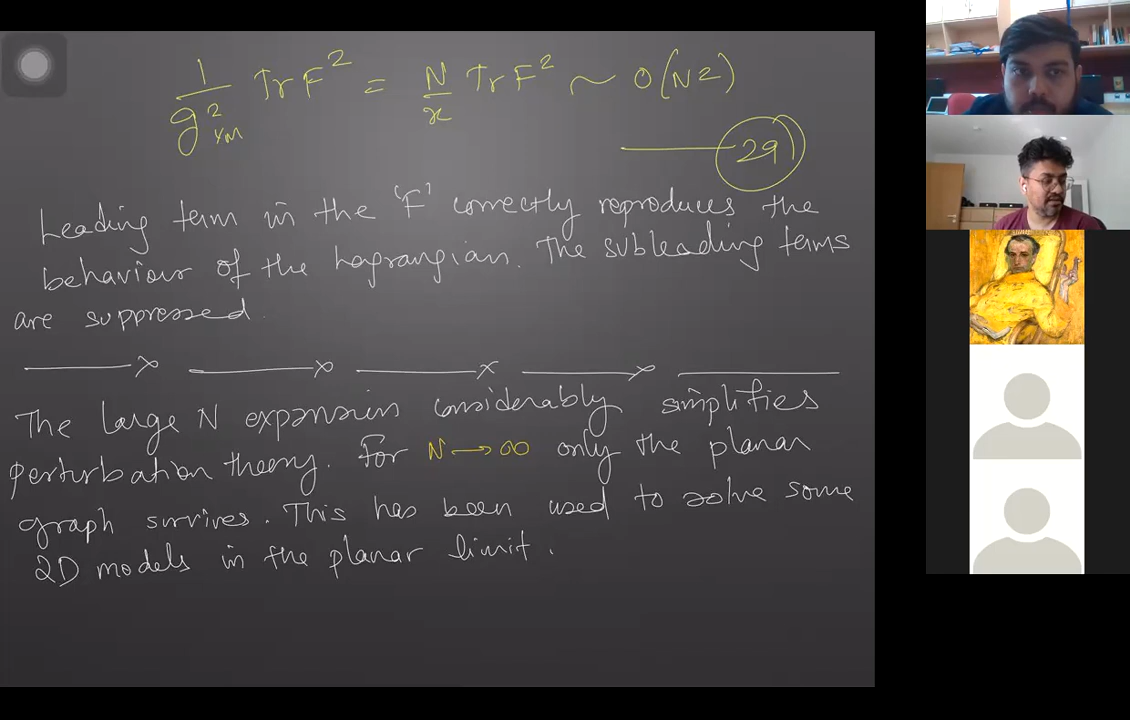 1/g²YM Tr F² = N/x Tr F² ~ O(N2)
29
Leading term in the 'F' correctly reproduces the
behaviour of the Lagrangian. The subleading terms
are suppressed.
The large N expansion considerably simplifies
perturbation theory. For N → ∞ only the planar
graph survives. This has been used to solve some
2D models in the planar limit.